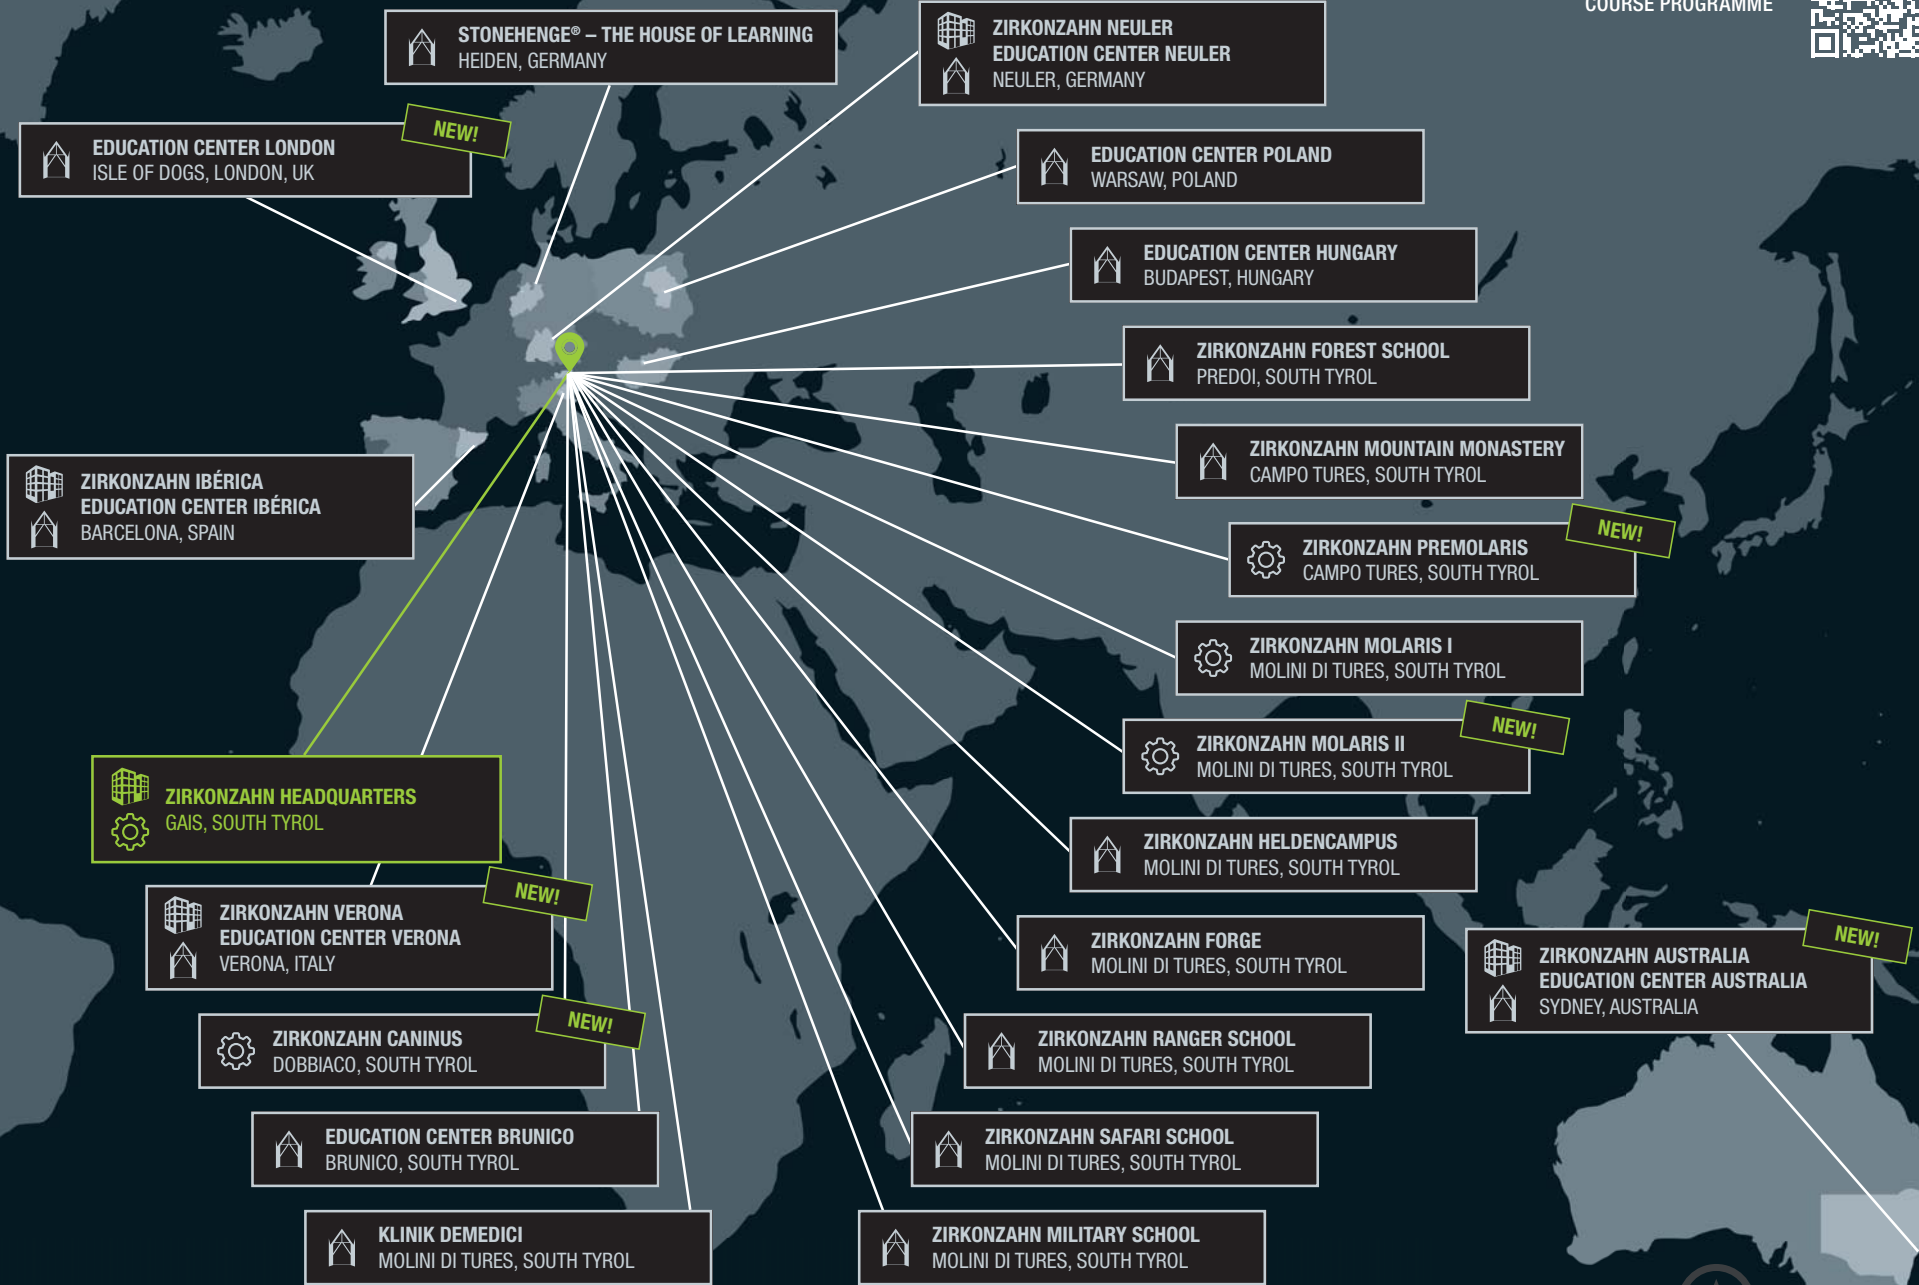 COURSE PROGRAMME
STONEHENGE® – THE HOUSE OF LEARNING
HEIDEN, GERMANY
ZIRKONZAHN NEULER
EDUCATION CENTER NEULER
NEULER, GERMANY
NEW!
EDUCATION CENTER LONDON
ISLE OF DOGS, LONDON, UK
EDUCATION CENTER POLAND
WARSAW, POLAND
EDUCATION CENTER HUNGARY
BUDAPEST, HUNGARY
ZIRKONZAHN FOREST SCHOOL
PREDOI, SOUTH TYROL
ZIRKONZAHN MOUNTAIN MONASTERY
CAMPO TURES, SOUTH TYROL
ZIRKONZAHN IBÉRICA
EDUCATION CENTER IBÉRICA
BARCELONA, SPAIN
NEW!
ZIRKONZAHN PREMOLARIS
CAMPO TURES, SOUTH TYROL
ZIRKONZAHN MOLARIS I
MOLINI DI TURES, SOUTH TYROL
NEW!
ZIRKONZAHN MOLARIS II
MOLINI DI TURES, SOUTH TYROL
ZIRKONZAHN HEADQUARTERS
GAIS, SOUTH TYROL
ZIRKONZAHN HELDENCAMPUS
MOLINI DI TURES, SOUTH TYROL
NEW!
ZIRKONZAHN VERONA
EDUCATION CENTER VERONA
VERONA, ITALY
ZIRKONZAHN FORGE
MOLINI DI TURES, SOUTH TYROL
NEW!
ZIRKONZAHN AUSTRALIA
EDUCATION CENTER AUSTRALIA
SYDNEY, AUSTRALIA
NEW!
ZIRKONZAHN CANINUS
DOBBIACO, SOUTH TYROL
ZIRKONZAHN RANGER SCHOOL
MOLINI DI TURES, SOUTH TYROL
EDUCATION CENTER BRUNICO
BRUNICO, SOUTH TYROL
ZIRKONZAHN SAFARI SCHOOL
MOLINI DI TURES, SOUTH TYROL
KLINIK DEMEDICI
MOLINI DI TURES, SOUTH TYROL
ZIRKONZAHN MILITARY SCHOOL
MOLINI DI TURES, SOUTH TYROL